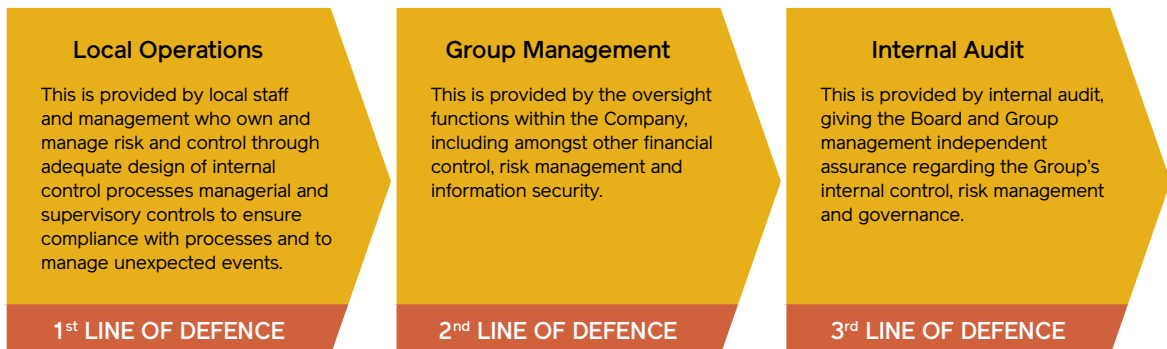 Local Operations
This is provided by local staff
and management who own and
manage risk and control through
adequate design of internal
control processes managerial and
supervisory controls to ensure
compliance with processes and to
manage unexpected events.
1st LINE OF DEFENCE
Group Management
This is provided by the oversight
functions within the Company,
including amongst other financial
control, risk management and
information security.
2nd LINE OF DEFENCE
Internal Audit
This is provided by internal audit,
giving the Board and Group
management independent
assurance regarding the Group's
internal control, risk management
and governance.
3rd LINE OF DEFENCE